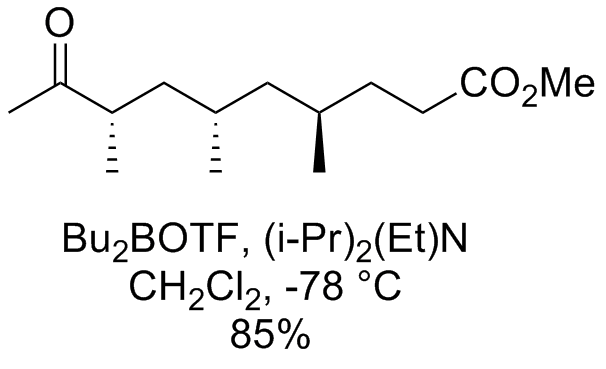 O
CO₂Me
Bu₂BOTF, (i-Pr)₂(Et)N
CH₂Cl₂, -78 °C
85%